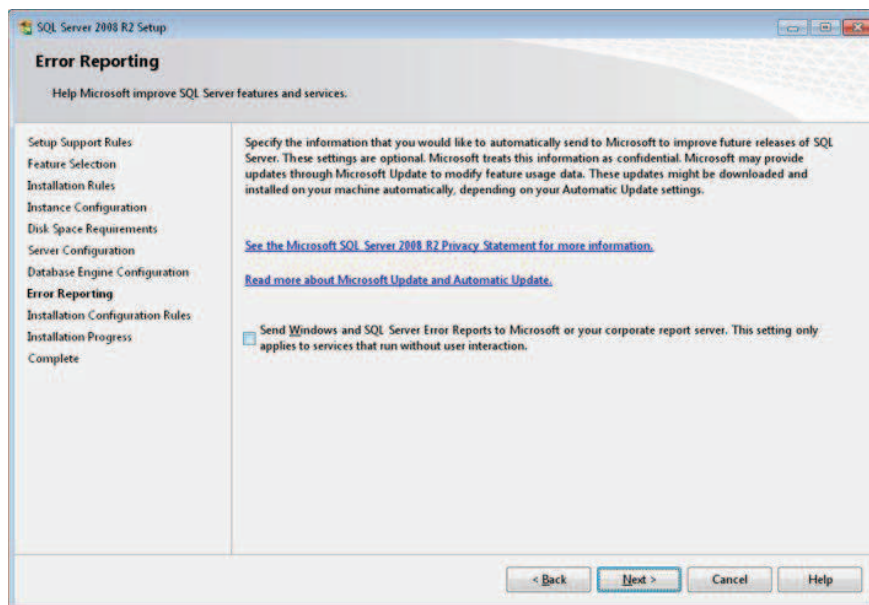 SQL Server 2008 R2 Setup
Error Reporting
Help Microsoft improve SQL Server features and services.
Setup Support Rules
Feature Selection
Installation Rules
Instance Configuration
Disk Space Requirements
Server Configuration
Database Engine Configuration
Error Reporting
Installation Configuration Rules
Installation Progress
Complete
Specify the information that you would like to automatically send to Microsoft to improve future releases of SQL
Server. These settings are optional. Microsoft treats this information as confidential. Microsoft may provide
updates through Microsoft Update to modify feature usage data. These updates might be downloaded and
installed on your machine automatically, depending on your Automatic Update settings.
See the Microsoft SQL Server 2008 R2 Privacy Statement for more information.
Read more about Microsoft Update and Automatic Update.
Send Windows and SQL Server Error Reports to Microsoft or your corporate report server. This setting only
applies to services that run without user interaction.
< Back
Next >
Cancel
Help